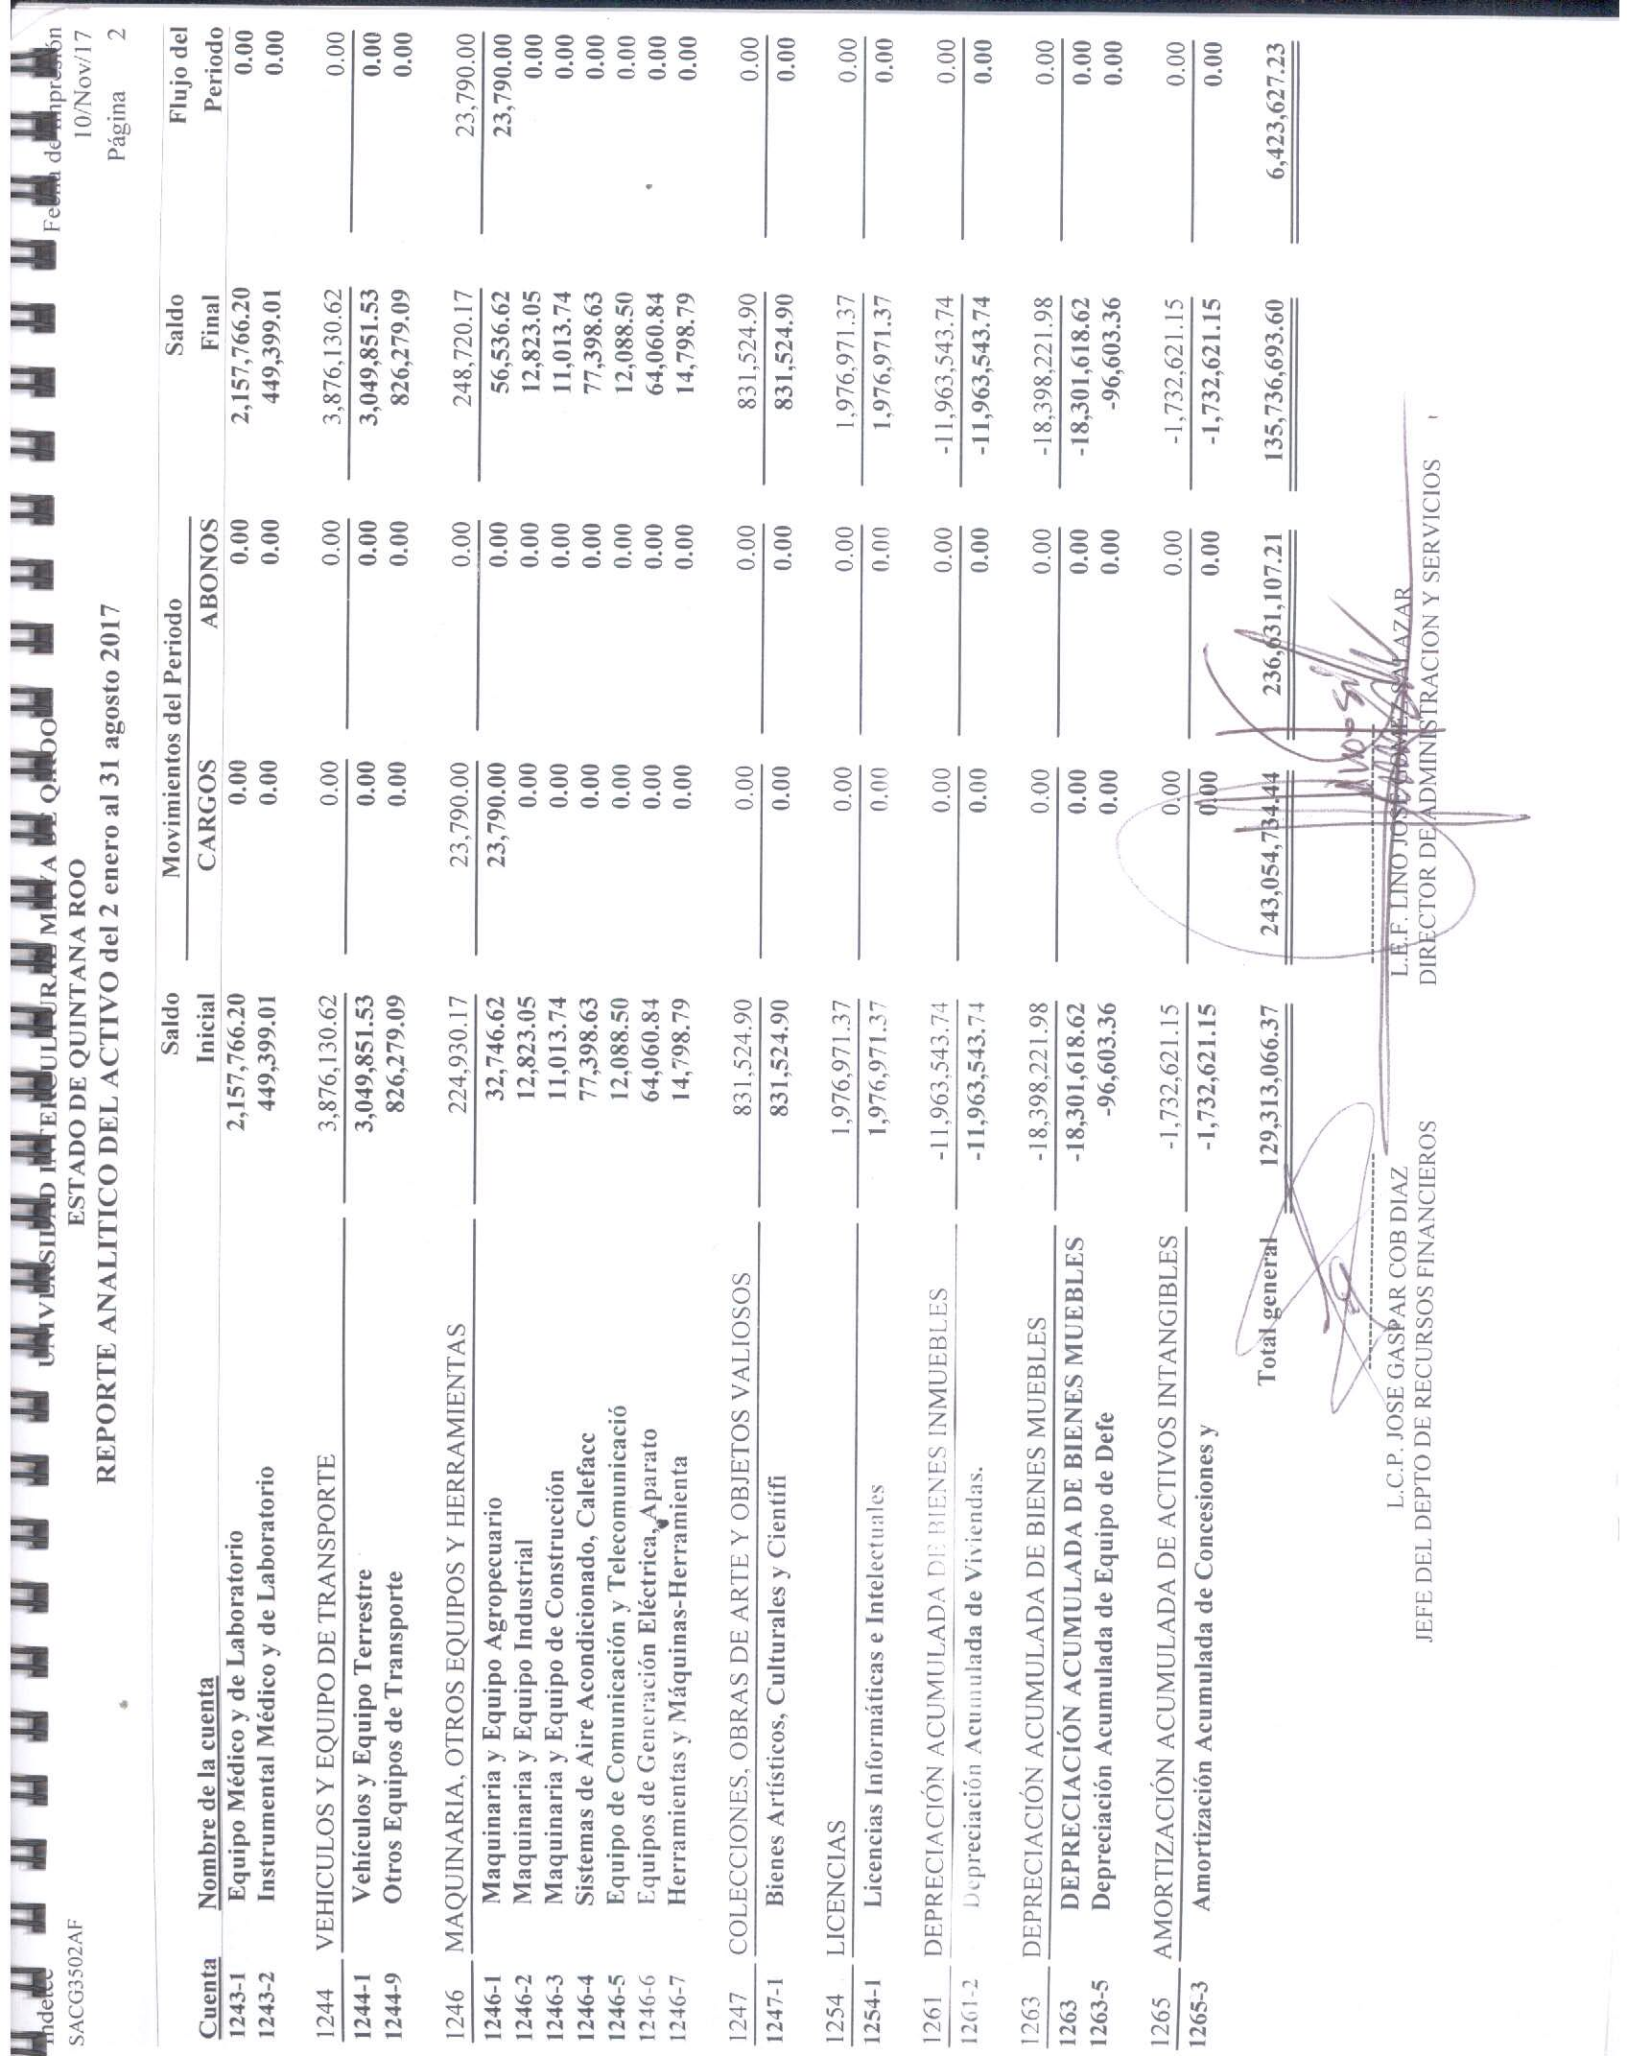 Indetec UNIVERSIDAD INTERCULTURAL MAYA DE QROO Fecha de Impresión
SACG3502AF ESTADO DE QUINTANA ROO 10/Nov/17
REPORTE ANALITICO DEL ACTIVO del 2 enero al 31 agosto 2017 Página 2
Saldo Movimientos del Periodo Saldo Flujo del
Cuenta Nombre de la cuenta Inicial CARGOS ABONOS Final Periodo
1243-1 Equipo Médico y de Laboratorio 2,157,766.20 0.00 0.00 2,157,766.20 0.00
1243-2 Instrumental Médico y de Laboratorio 449,399.01 0.00 0.00 449,399.01 0.00
1244 VEHICULOS Y EQUIPO DE TRANSPORTE 3,876,130.62 0.00 0.00 3,876,130.62 0.00
1244-1 Vehículos y Equipo Terrestre 3,049,851.53 0.00 0.00 3,049,851.53 0.00
1244-9 Otros Equipos de Transporte 826,279.09 0.00 0.00 826,279.09 0.00
1246 MAQUINARIA, OTROS EQUIPOS Y HERRAMIENTAS 224,930.17 23,790.00 0.00 248,720.17 23,790.00
1246-1 Maquinaria y Equipo Agropecuario 32,746.62 23,790.00 0.00 56,536.62 23,790.00
1246-2 Maquinaria y Equipo Industrial 12,823.05 0.00 0.00 12,823.05 0.00
1246-3 Maquinaria y Equipo de Construcción 11,013.74 0.00 0.00 11,013.74 0.00
1246-4 Sistemas de Aire Acondicionado, Calefacc 77,398.63 0.00 0.00 77,398.63 0.00
1246-5 Equipo de Comunicación y Telecomunicació 12,088.50 0.00 0.00 12,088.50 0.00
1246-6 Equipos de Generación Eléctrica, Aparato 64,060.84 0.00 0.00 64,060.84 0.00
1246-7 Herramientas y Máquinas-Herramienta 14,798.79 0.00 0.00 14,798.79 0.00
1247 COLECCIONES, OBRAS DE ARTE Y OBJETOS VALIOSOS 831,524.90 0.00 0.00 831,524.90 0.00
1247-1 Bienes Artísticos, Culturales y Científi 831,524.90 0.00 0.00 831,524.90 0.00
1254 LICENCIAS 1,976,971.37 0.00 0.00 1,976,971.37 0.00
1254-1 Licencias Informáticas e Intelectuales 1,976,971.37 0.00 0.00 1,976,971.37 0.00
1261 DEPRECIACIÓN ACUMULADA DE BIENES INMUEBLES -11,963,543.74 0.00 0.00 -11,963,543.74 0.00
1261-2 Depreciación Acumulada de Viviendas. -11,963,543.74 0.00 0.00 -11,963,543.74 0.00
1263 DEPRECIACIÓN ACUMULADA DE BIENES MUEBLES -18,398,221.98 0.00 0.00 -18,398,221.98 0.00
1263 DEPRECIACIÓN ACUMULADA DE BIENES MUEBLES -18,301,618.62 0.00 0.00 -18,301,618.62 0.00
1263-5 Depreciación Acumulada de Equipo de Defe -96,603.36 0.00 0.00 -96,603.36 0.00
1265 AMORTIZACIÓN ACUMULADA DE ACTIVOS INTANGIBLES -1,732,621.15 0.00 0.00 -1,732,621.15 0.00
1265-3 Amortización Acumulada de Concesiones y -1,732,621.15 0.00 0.00 -1,732,621.15 0.00
Total general 129,313,066.37 243,054,734.44 236,631,107.21 135,736,693.60 6,423,627.23
L.C.P. JOSE GASPAR COB DIAZ L.E.F. LINO JOSE GOMEZ SALAZAR
JEFE DEL DEPTO DE RECURSOS FINANCIEROS DIRECTOR DE ADMINISTRACION Y SERVICIOS